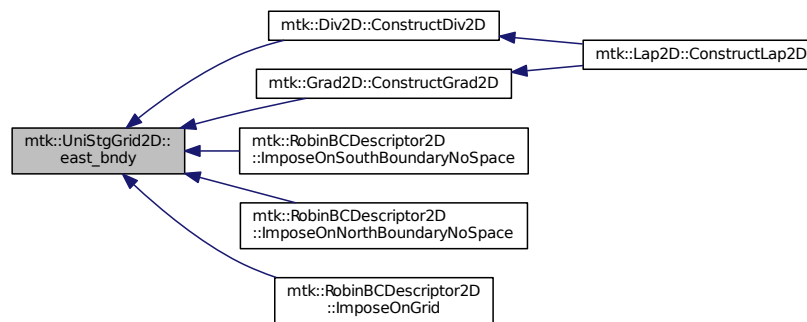 mtk::Div2D::ConstructDiv2D
mtk::Lap2D::ConstructLap2D
mtk::Grad2D::ConstructGrad2D
mtk::UniStgGrid2D::
east_bndy
mtk::RobinBCDescriptor2D
::ImposeOnSouthBoundaryNoSpace
mtk::RobinBCDescriptor2D
::ImposeOnNorthBoundaryNoSpace
mtk::RobinBCDescriptor2D
::ImposeOnGrid